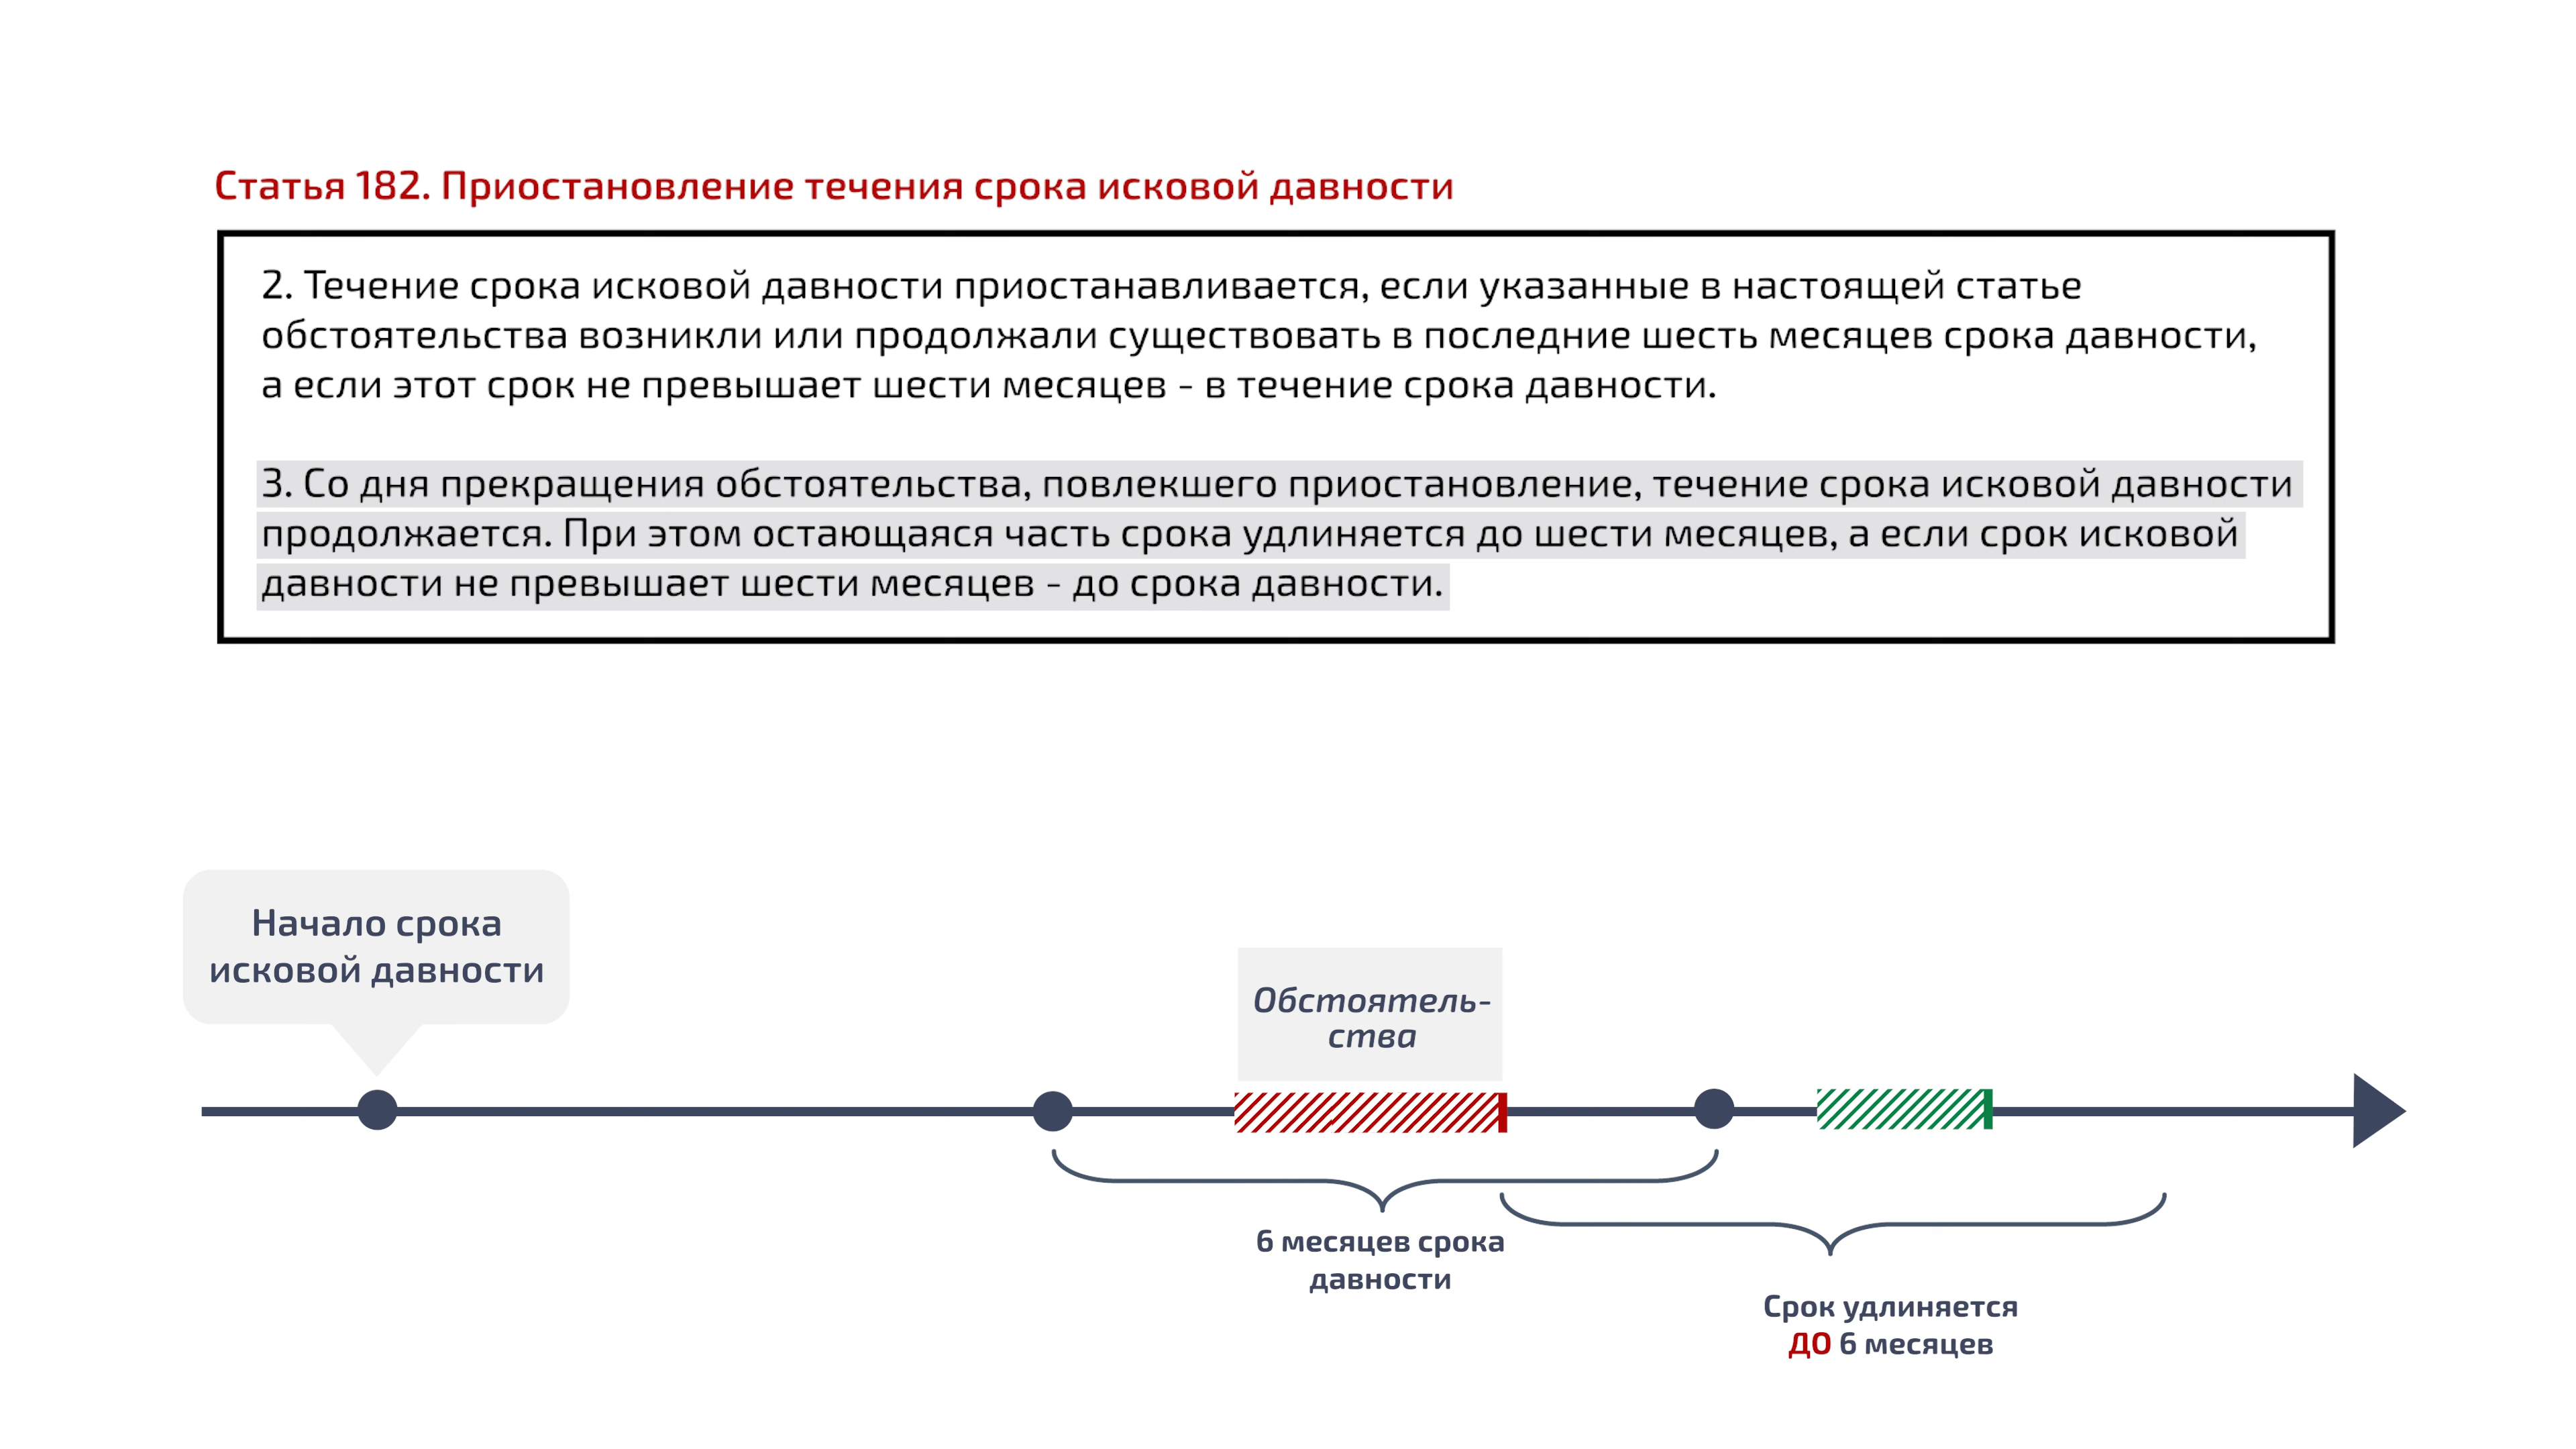 Статья 182. Приостановление течения срока исковой давности
2. Течение срока исковой давности приостанавливается, если указанные в настоящей статье
обстоятельства возникли или продолжали существовать в последние шесть месяцев срока давности,
а если этот срок не превышает шести месяцев - в течение срока давности.
3. Со дня прекращения обстоятельства, повлекшего приостановление, течение срока исковой давности
продолжается. При этом остающаяся часть срока удлиняется до шести месяцев, а если срок исковой
давности не превышает шести месяцев - до срока давности.
Начало срока
исковой давности
Обстоятель-
ства
6 месяцев срока
давности
Срок удлиняется
ДО 6 месяцев